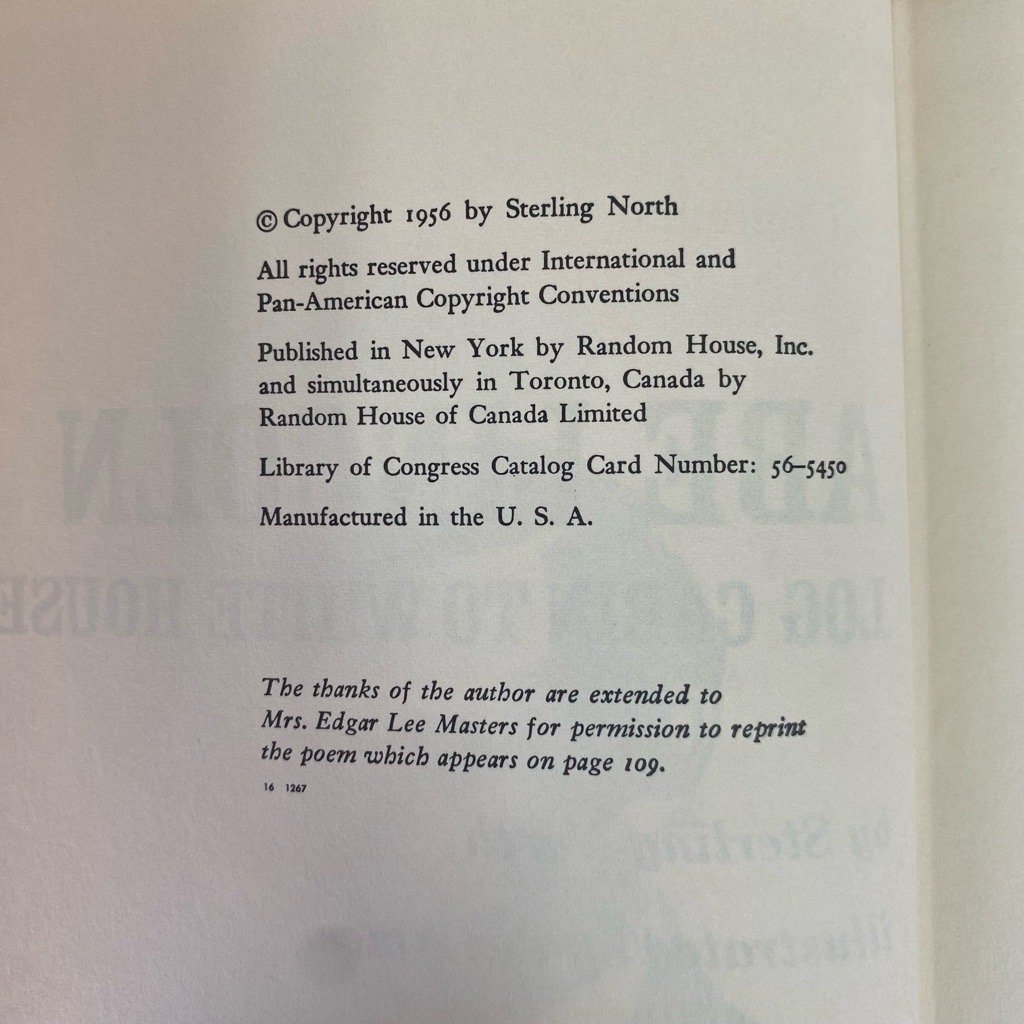 © Copyright 1956 by Sterling North
All rights reserved under International and
Pan-American Copyright Conventions
Published in New York by Random House, Inc.
and simultaneously in Toronto, Canada by
Random House of Canada Limited
Library of Congress Catalog Card Number: 56–5450
Manufactured in the U. S. A.
The thanks of the author are extended to
Mrs. Edgar Lee Masters for permission to reprint
the poem which appears on page 109.
16 1267